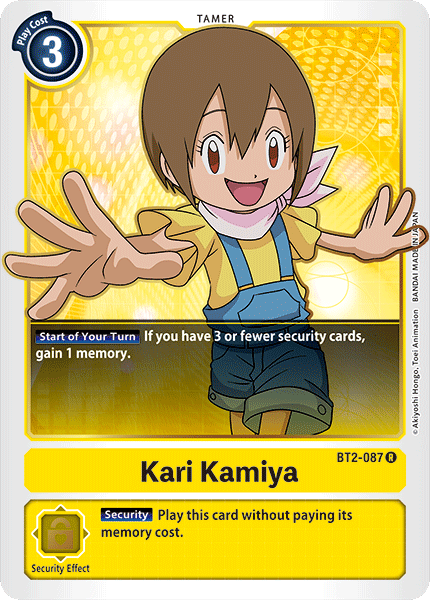 TAMER
Play Cost
3
Start of Your Turn If you have 3 or fewer security cards,
gain 1 memory.
©Akiyoshi Hongo, Toei Animation BANDAI MADE IN JAPAN
BT2-087 R
Kari Kamiya
Security Play this card without paying its
memory cost.
Security Effect